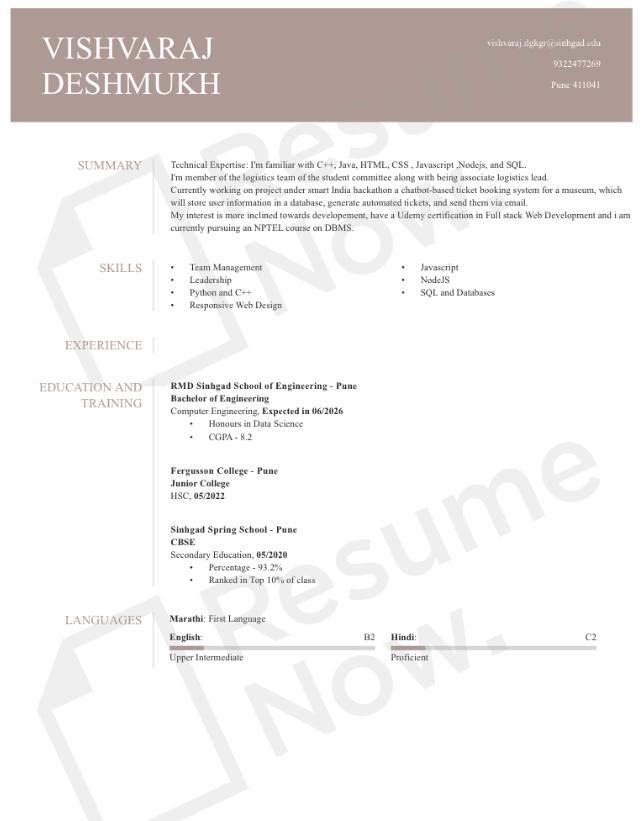 VISHVARAJ
DESHMUKH
vishvaraj.dgkgr@sinhgad.edu
9322477269
Pune 411041
SUMMARY
Technical Expertise: I'm familiar with C++, Java, HTML, CSS , Javascript ,Nodejs, and SQL.
I'm member of the logistics team of the student committee along with being associate logistics lead.
Currently working on project under smart India hackathon a chatbot-based ticket booking system for a museum, which
will store user information in a database, generate automated tickets, and send them via email.
My interest is more inclined towards developement, have a Udemy certification in Full stack Web Development and i am
currently pursuing an NPTEL course on DBMS.
SKILLS
• Team Management
• Leadership
• Python and C++
• Responsive Web Design
• Javascript
• NodeJS
• SQL and Databases
EXPERIENCE
EDUCATION AND
TRAINING
RMD Sinhgad School of Engineering - Pune
Bachelor of Engineering
Computer Engineering, Expected in 06/2026
• Honours in Data Science
• CGPA - 8.2
Fergusson College - Pune
Junior College
HSC, 05/2022
Sinhgad Spring School - Pune
CBSE
Secondary Education, 05/2020
• Percentage - 93.2%
• Ranked in Top 10% of class
LANGUAGES
Marathi: First Language
English: B2
Upper Intermediate
Hindi: C2
Proficient
Resume
Now.
Resume
Now.